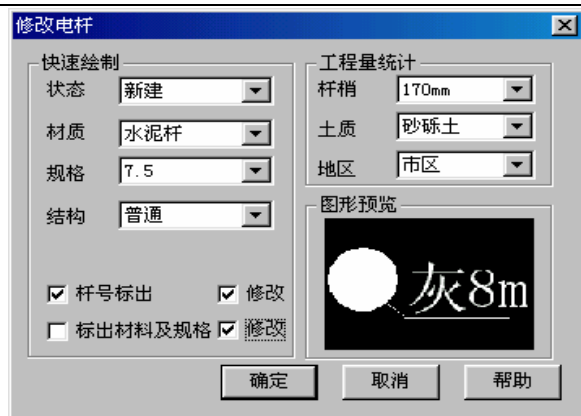 修改电杆
快速绘制
状态 新建
材质 水泥杆
规格 7.5
结构 普通
杆号标出 修改
标出材料及规格 修改
工程量统计
杆梢 170mm
土质 砂砾土
地区 市区
图形预览
灰8m
确定 取消 帮助